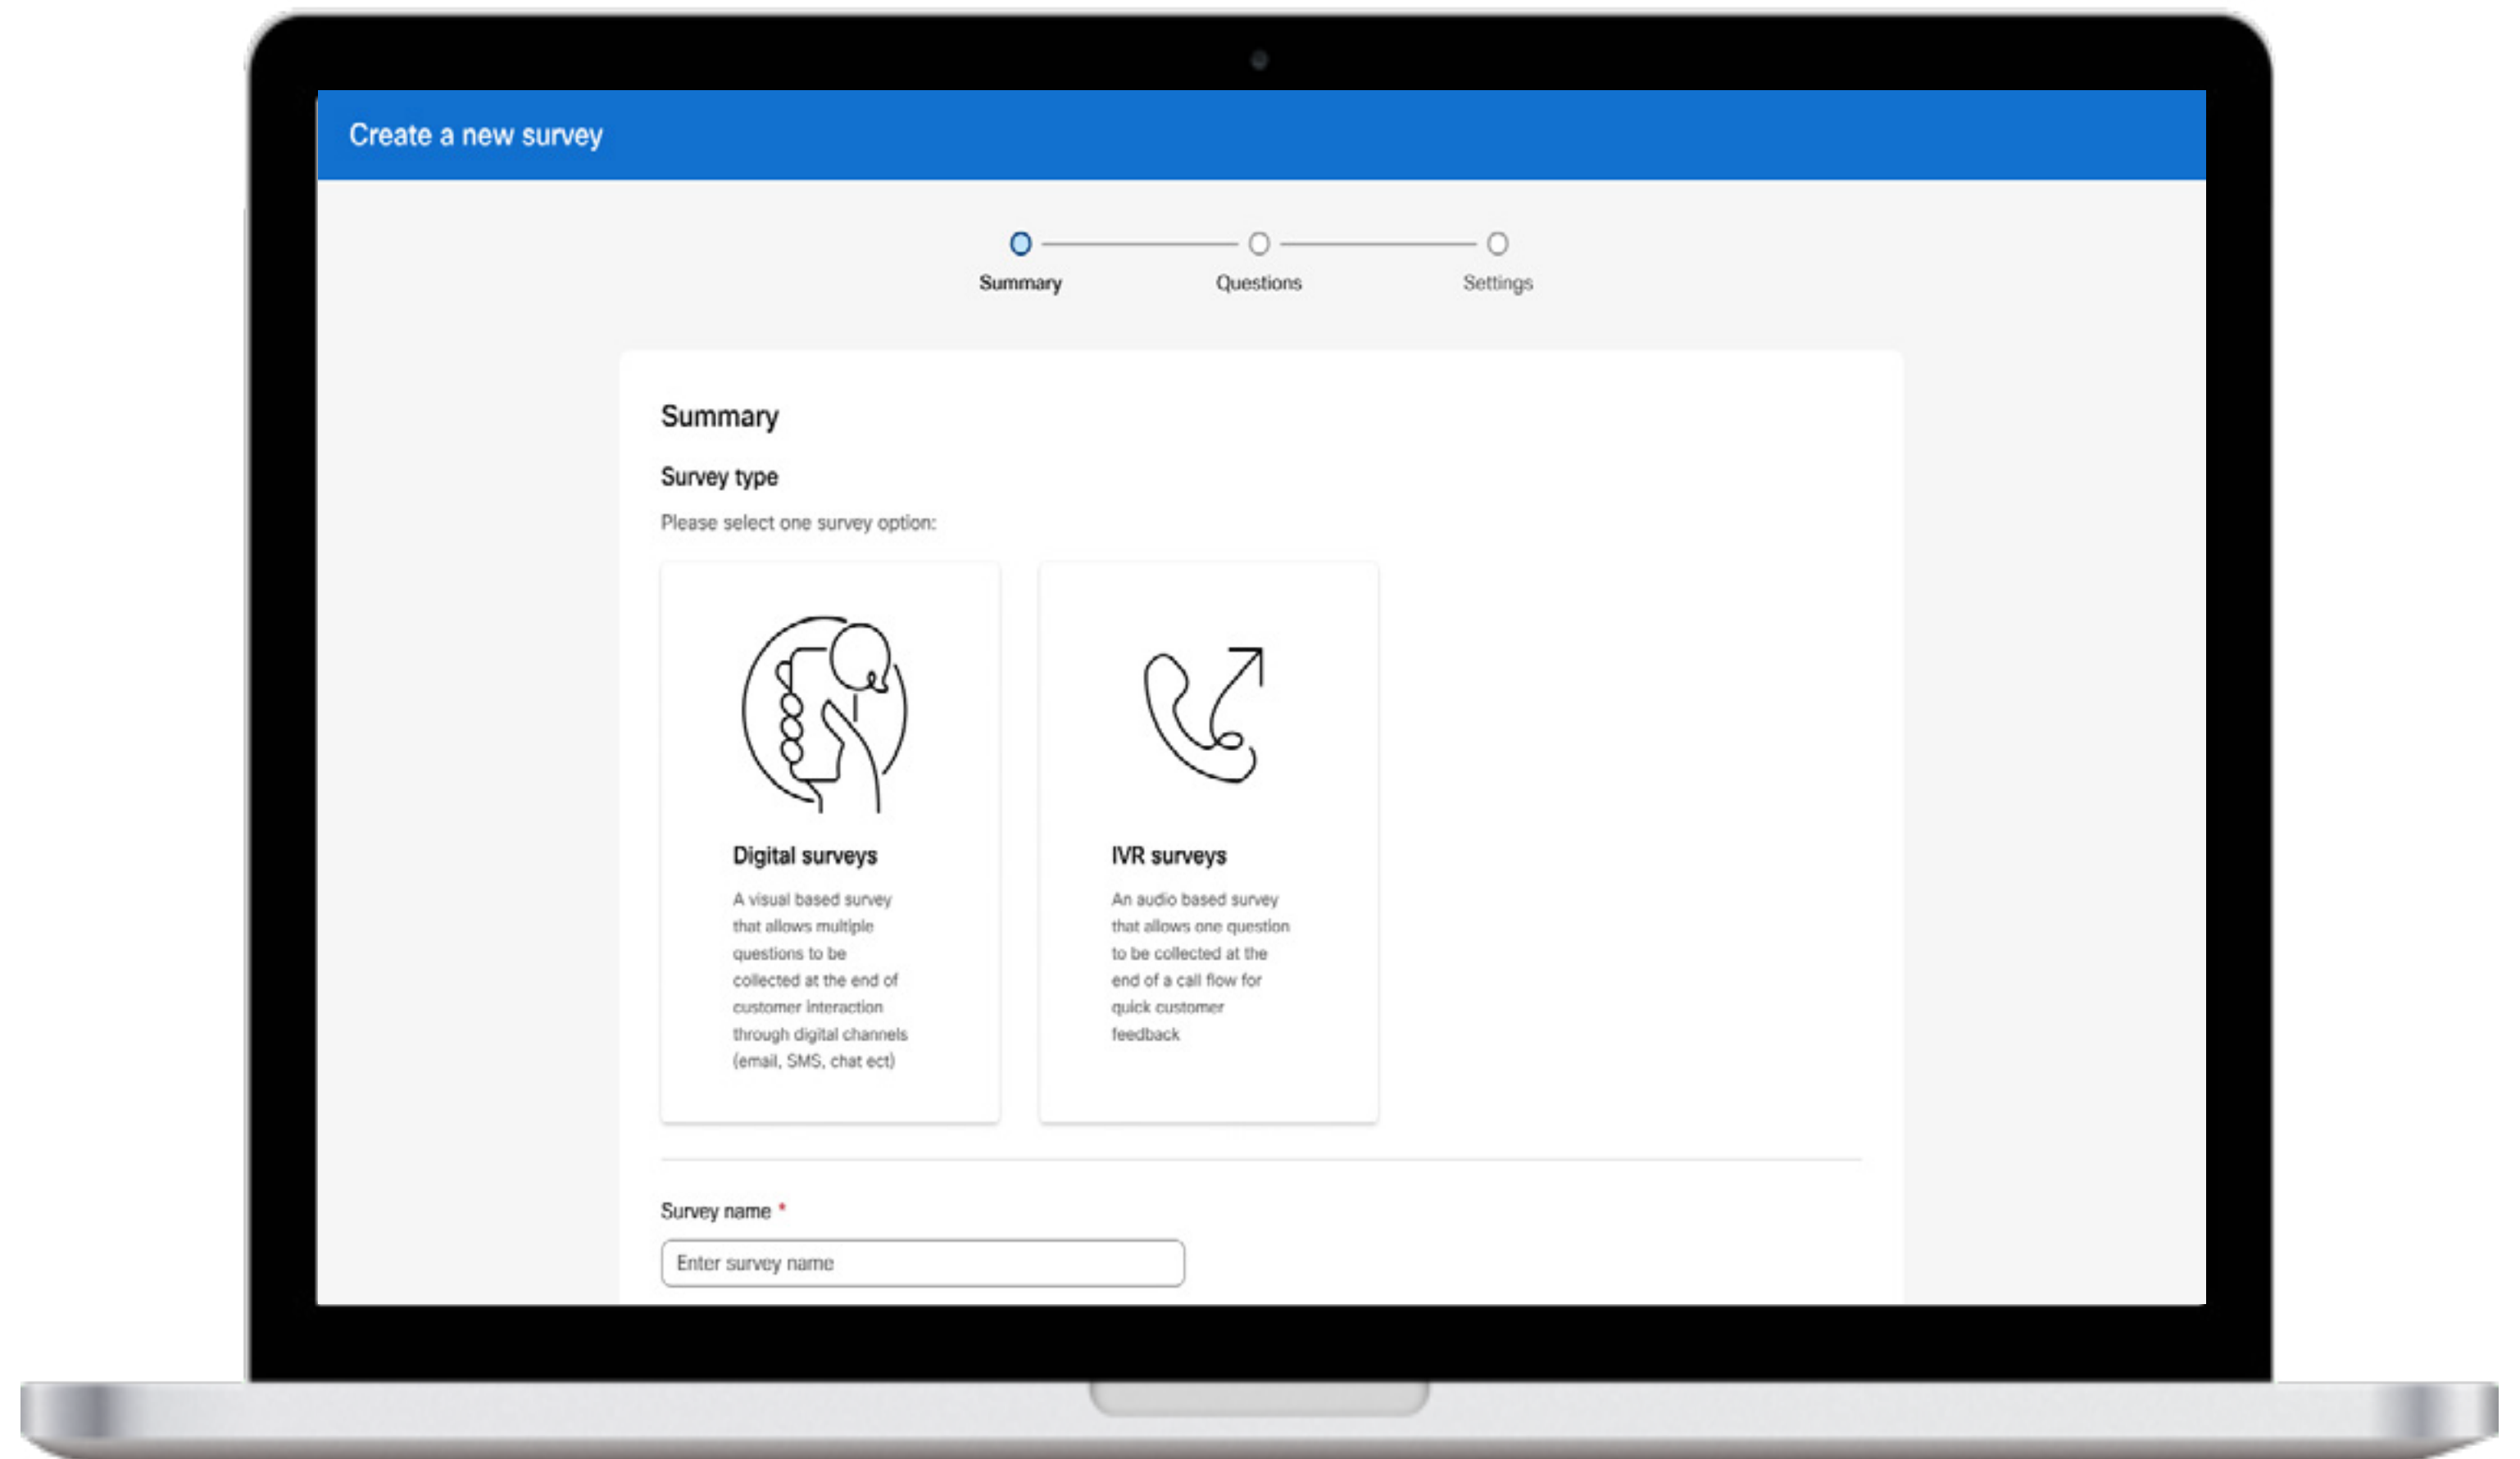 Create a new survey
Summary
Questions
Settings
Summary
Survey type
Please select one survey option:
Digital surveys
A visual based survey
that allows multiple
questions to be
collected at the end of
customer interaction
through digital channels
(email, SMS, chat ect)
IVR surveys
An audio based survey
that allows one question
to be collected at the
end of a call flow for
quick customer
feedback
Survey name *
Enter survey name